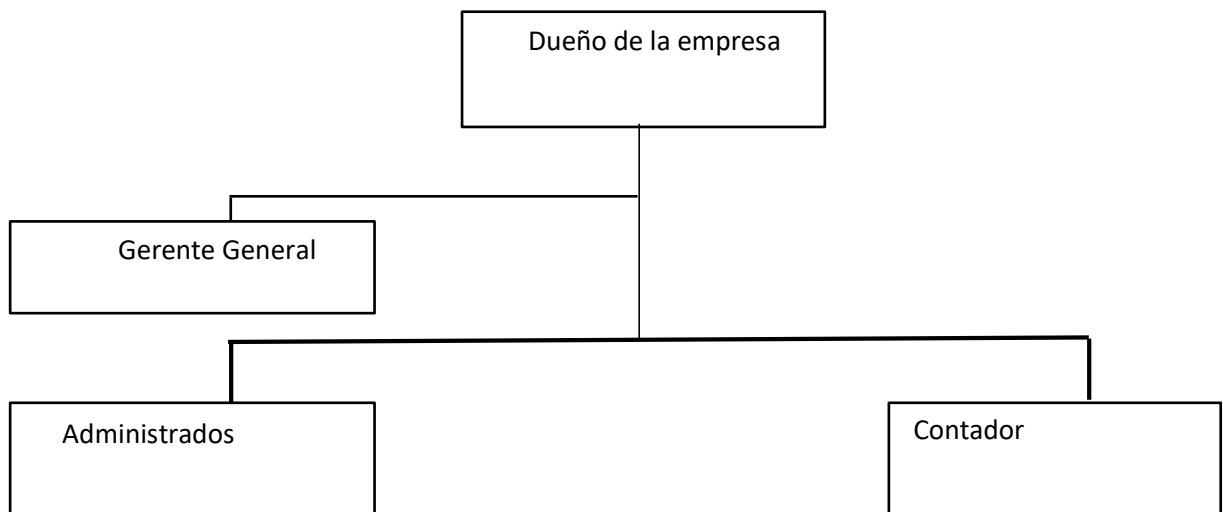 Dueño de la empresa
Gerente General
Administrados
Contador